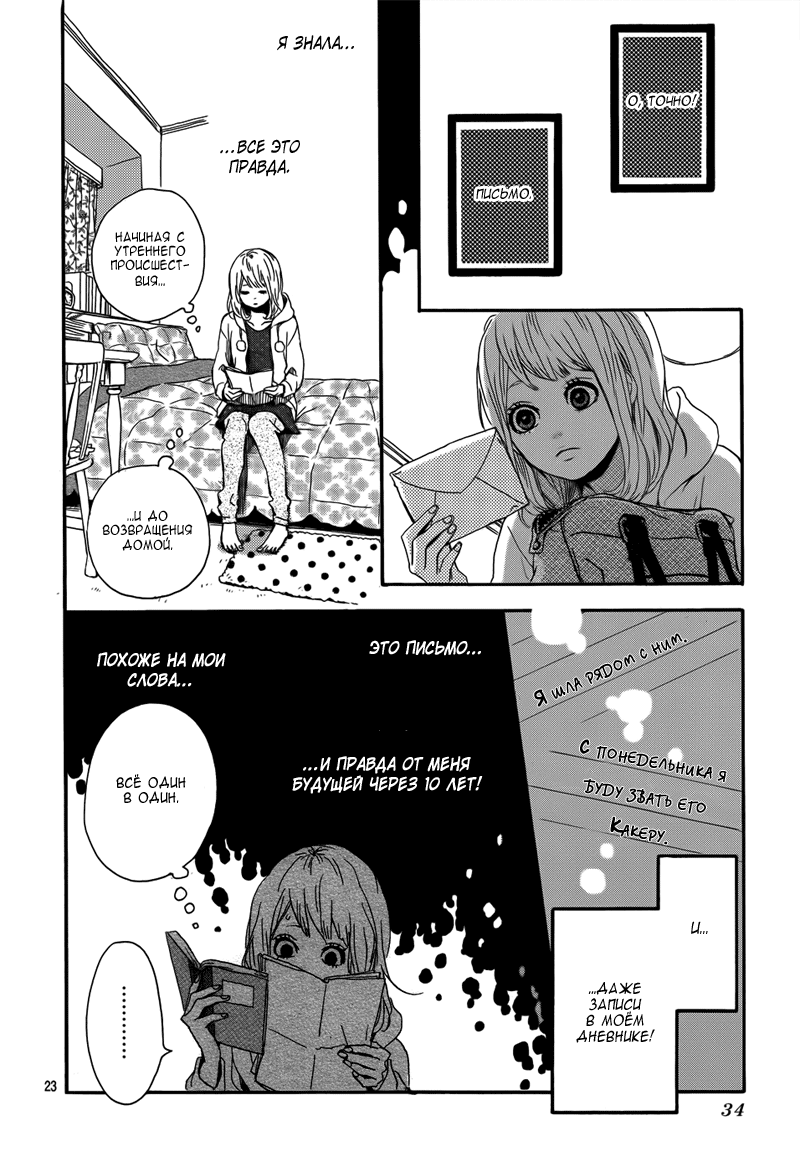 О, ТОЧНО!
ПИСЬМО.
Я ЗНАЛА...
...ВСЕ ЭТО
ПРАВДА.
НАЧИНАЯ С
УТРЕННЕГО
ПРОИСШЕСТ-
ВИЯ...
...И ДО
ВОЗВРАЩЕНИЯ
ДОМОЙ.
Я ШЛА РЯДОМ С НИМ.
С ПОНЕДЕЛЬНИКА Я
БУДУ ЗВАТЬ ЕГО
КАКЕРУ.
И...
...ДАЖЕ
ЗАПИСИ
В МОЁМ
ДНЕВНИКЕ!
ЭТО ПИСЬМО...
ПОХОЖЕ НА МОИ
СЛОВА...
...И ПРАВДА ОТ МЕНЯ
БУДУЩЕЙ ЧЕРЕЗ 10 ЛЕТ!
ВСЁ ОДИН
В ОДИН.
.........
23
34